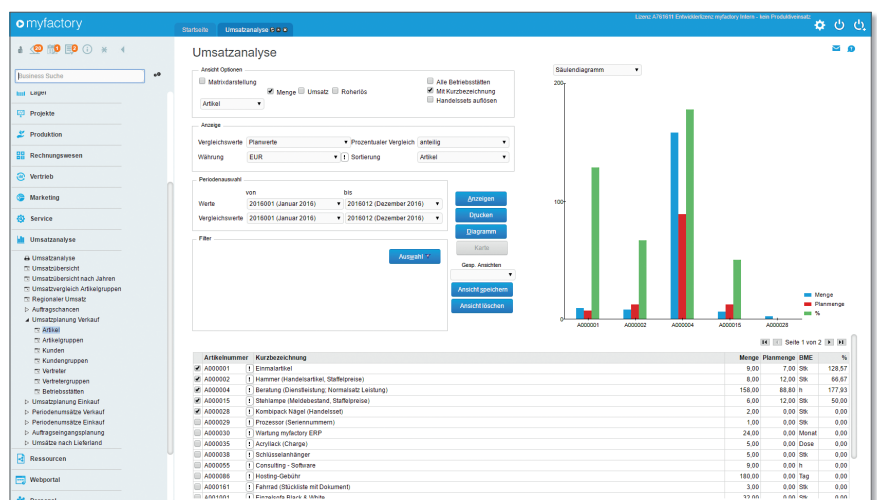 myfactory
Lizenz A761611 Entwicklerlizenz myfactory Intern - kein Produktiveinsatz
Startseite
Umsatzanalyse
Business Suche
Lager
Projekte
Produktion
Rechnungswesen
Vertrieb
Marketing
Service
Umsatzanalyse
Umsatzanalyse
Umsatzübersicht
Umsatzübersicht nach Jahren
Umsatzvergleich Artikelgruppen
Regionaler Umsatz
Auftragschancen
Umsatzplanung Verkauf
Artikel
Artikelgruppen
Kunden
Kundengruppen
Vertreter
Vertretergruppen
Betriebsstätten
Umsatzplanung Einkauf
Periodenumsätze Verkauf
Periodenumsätze Einkauf
Auftragseingangsplanung
Umsätze nach Lieferland
Ressourcen
Webportal
Personal
Umsatzanalyse
Ansicht Optionen
Matrixdarstellung
Menge Umsatz Rohertös
Artikel
Alle Betriebsstätten
Mit Kurzbezeichnung
Handelssets auflösen
Anzeige
Vergleichswerte Planwerte Prozentualer Vergleich anteilig
Währung EUR ! Sortierung Artikel
Periodenauswahl
von bis
Werte 2016001 (Januar 2016) 2016012 (Dezember 2016)
Vergleichswerte 2016001 (Januar 2016) 2016012 (Dezember 2016)
Filter
Auswahl
Anzeigen
Drucken
Diagramm
Karte
Gesp. Ansichten
Ansicht speichern
Ansicht löschen
Säulendiagramm
200
100
0
A000001 A000002 A000004 A000015 A000028
Menge
Planmenge
%
Seite 1 von 2
Artikelnummer Kurzbezeichnung Menge Planmenge BME %
A000001 ! Einmalartikel 9,00 7,00 Stk 128,57
A000002 ! Hammer (Handelsartikel, Staffelpreise) 8,00 12,00 Stk 66,67
A000004 ! Beratung (Dienstleistung; Normalsatz Leistung) 158,00 88,80 h 177,93
A000015 ! Stehlampe (Meldebestand, Staffelpreise) 6,00 12,00 Stk 50,00
A000028 ! Kombipack Nägel (Handelsset) 2,00 0,00 Stk 0,00
A000029 ! Prozessor (Seriennummern) 1,00 0,00 Stk 0,00
A000030 ! Wartung myfactory ERP 24,00 0,00 Monat 0,00
A000035 ! Acryllack (Charge) 5,00 0,00 Dose 0,00
A000038 ! Schlüsselanhänger 5,00 0,00 Stk 0,00
A000055 ! Consulting - Software 9,00 0,00 h 0,00
A000086 ! Hosting-Gebühr 180,00 0,00 Tag 0,00
A000161 ! Fahrrad (Stückliste mit Dokument) 3,00 0,00 Stk 0,00
A001001 ! Einzelsofa Black & White 32,00 0,00 Stk 0,00